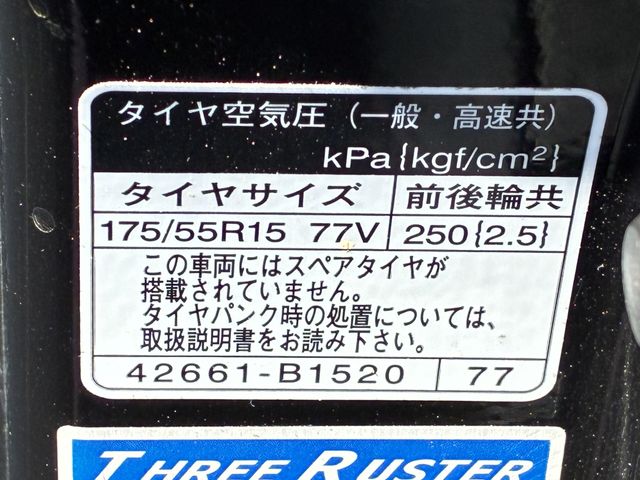 タイヤ空気圧（一般・高速共）
kPa{kgf/cm²}
タイヤサイズ 前後輪共
175/55R15 77V 250{2.5}
この車両にはスペアタイヤが
搭載されていません。
タイヤパンク時の処置については、
取扱説明書をお読み下さい。
42661-B1520 77
THREE RUSTER